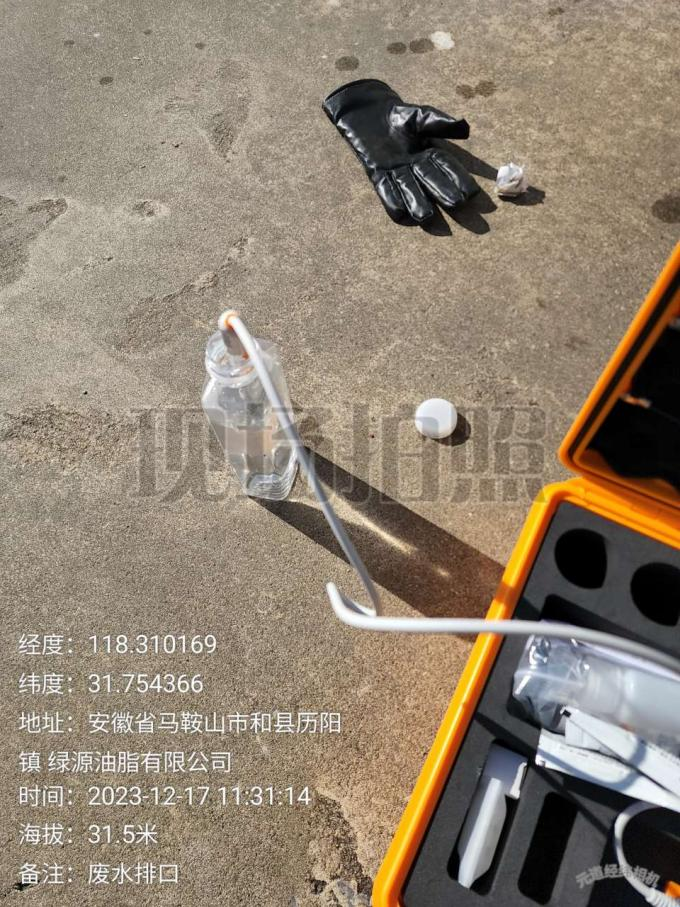 现场拍照
经度：118.310169
纬度：31.754366
地址：安徽省马鞍山市和县历阳
镇 绿源油脂有限公司
时间：2023-12-17 11:31:14
海拔：31.5米
备注：废水排口
元道经纬相机